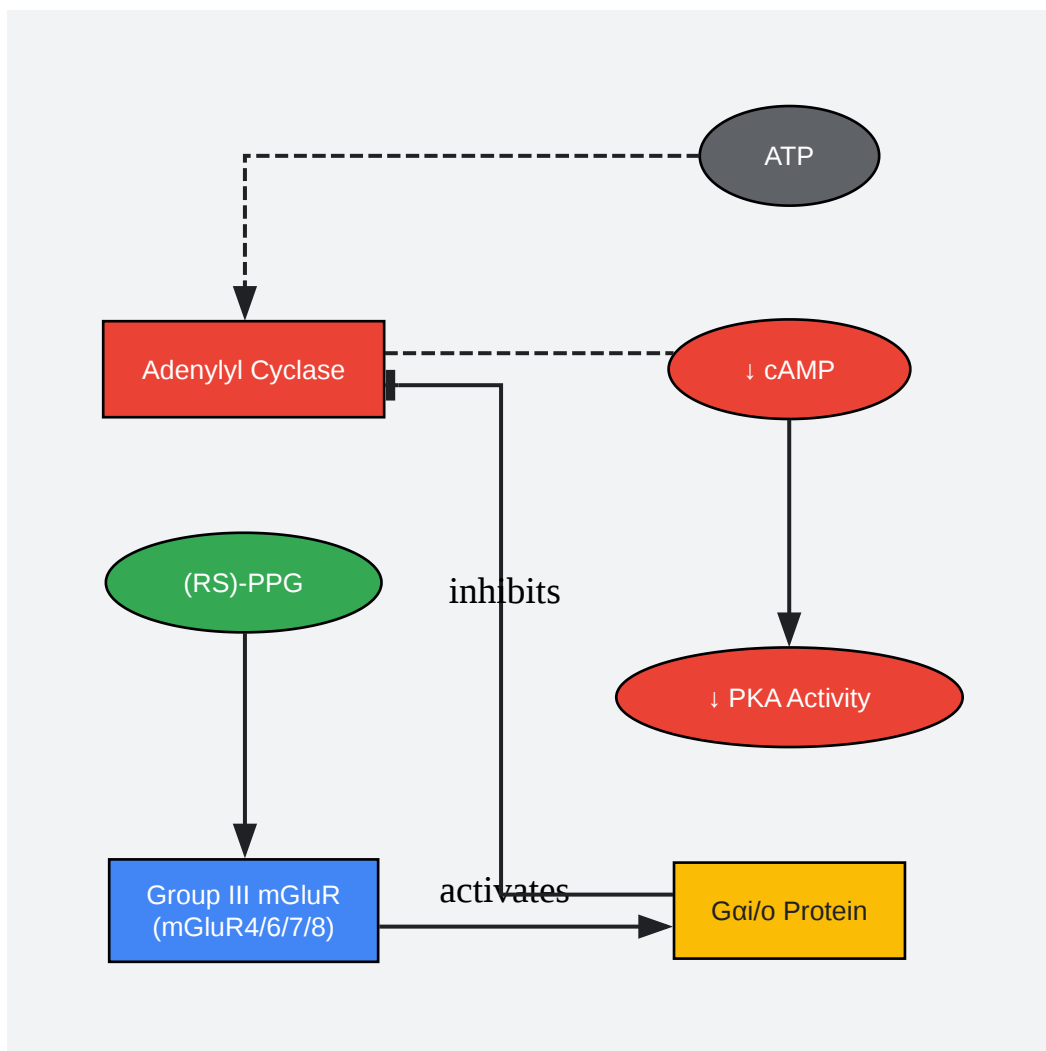 ATP
Adenylyl Cyclase
↓ cAMP
(RS)-PPG
inhibits
↓ PKA Activity
Group III mGluR
(mGluR4/6/7/8)
activates
Gαi/o Protein